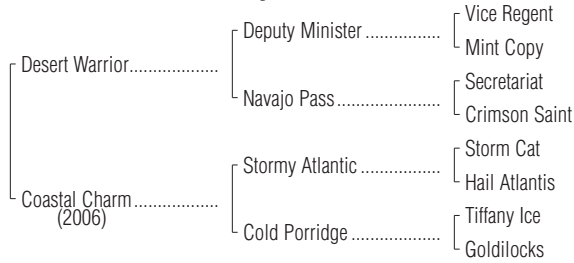 Vice Regent
Deputy Minister ................
Mint Copy
Desert Warrior...................
Secretariat
Navajo Pass......................
Crimson Saint
Storm Cat
Stormy Atlantic .................
Hail Atlantis
Coastal Charm..................
(2006)
Tiffany Ice
Cold Porridge ...................
Goldilocks